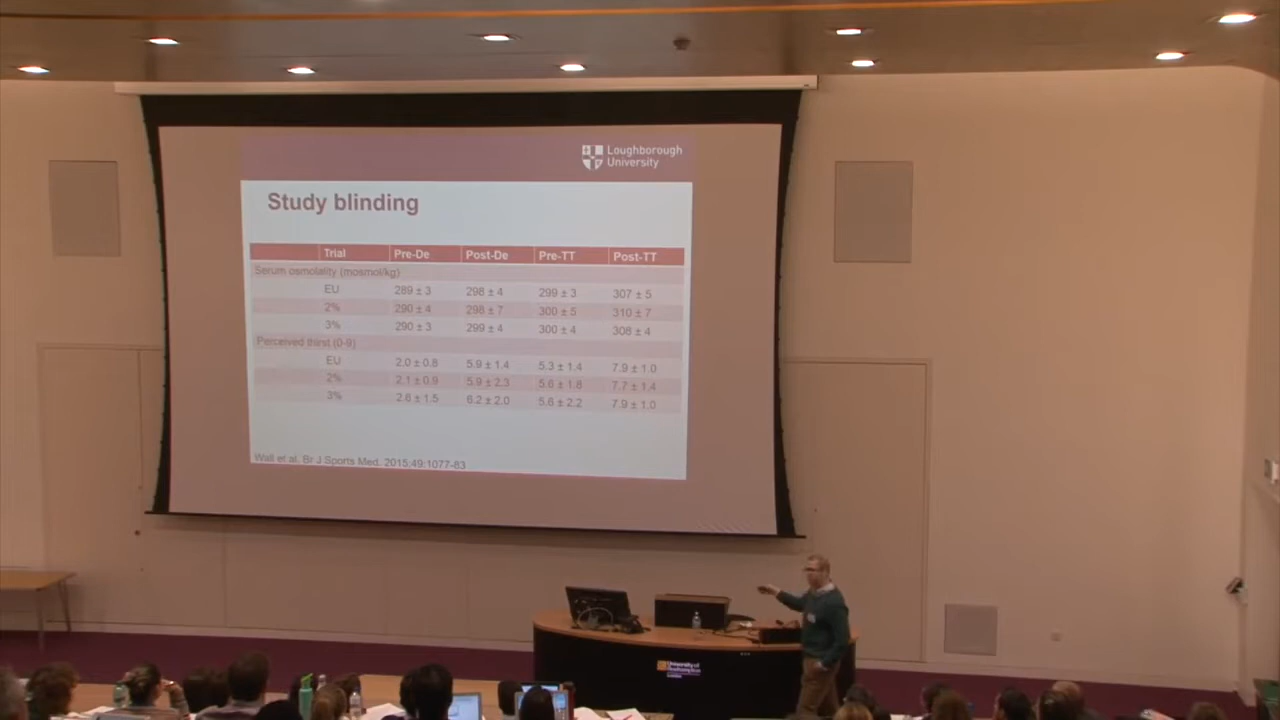 Loughborough
University
Study blinding
Trial Pre-De Post-De Pre-TT Post-TT
Serum osmolality (mosmol/kg)
EU 289 ± 3 298 ± 4 299 ± 3 307 ± 5
2% 290 ± 4 298 ± 7 300 ± 5 310 ± 7
3% 290 ± 3 299 ± 4 300 ± 4 308 ± 4
Perceived thirst (0-9)
EU 2.0 ± 0.8 5.9 ± 1.4 5.3 ± 1.4 7.9 ± 1.0
2% 2.1 ± 0.9 5.9 ± 2.3 5.6 ± 1.8 7.7 ± 1.4
3% 2.6 ± 1.5 6.2 ± 2.0 5.6 ± 2.2 7.9 ± 1.0
Wall et al. Br J Sports Med. 2015;49:1077-83
University of